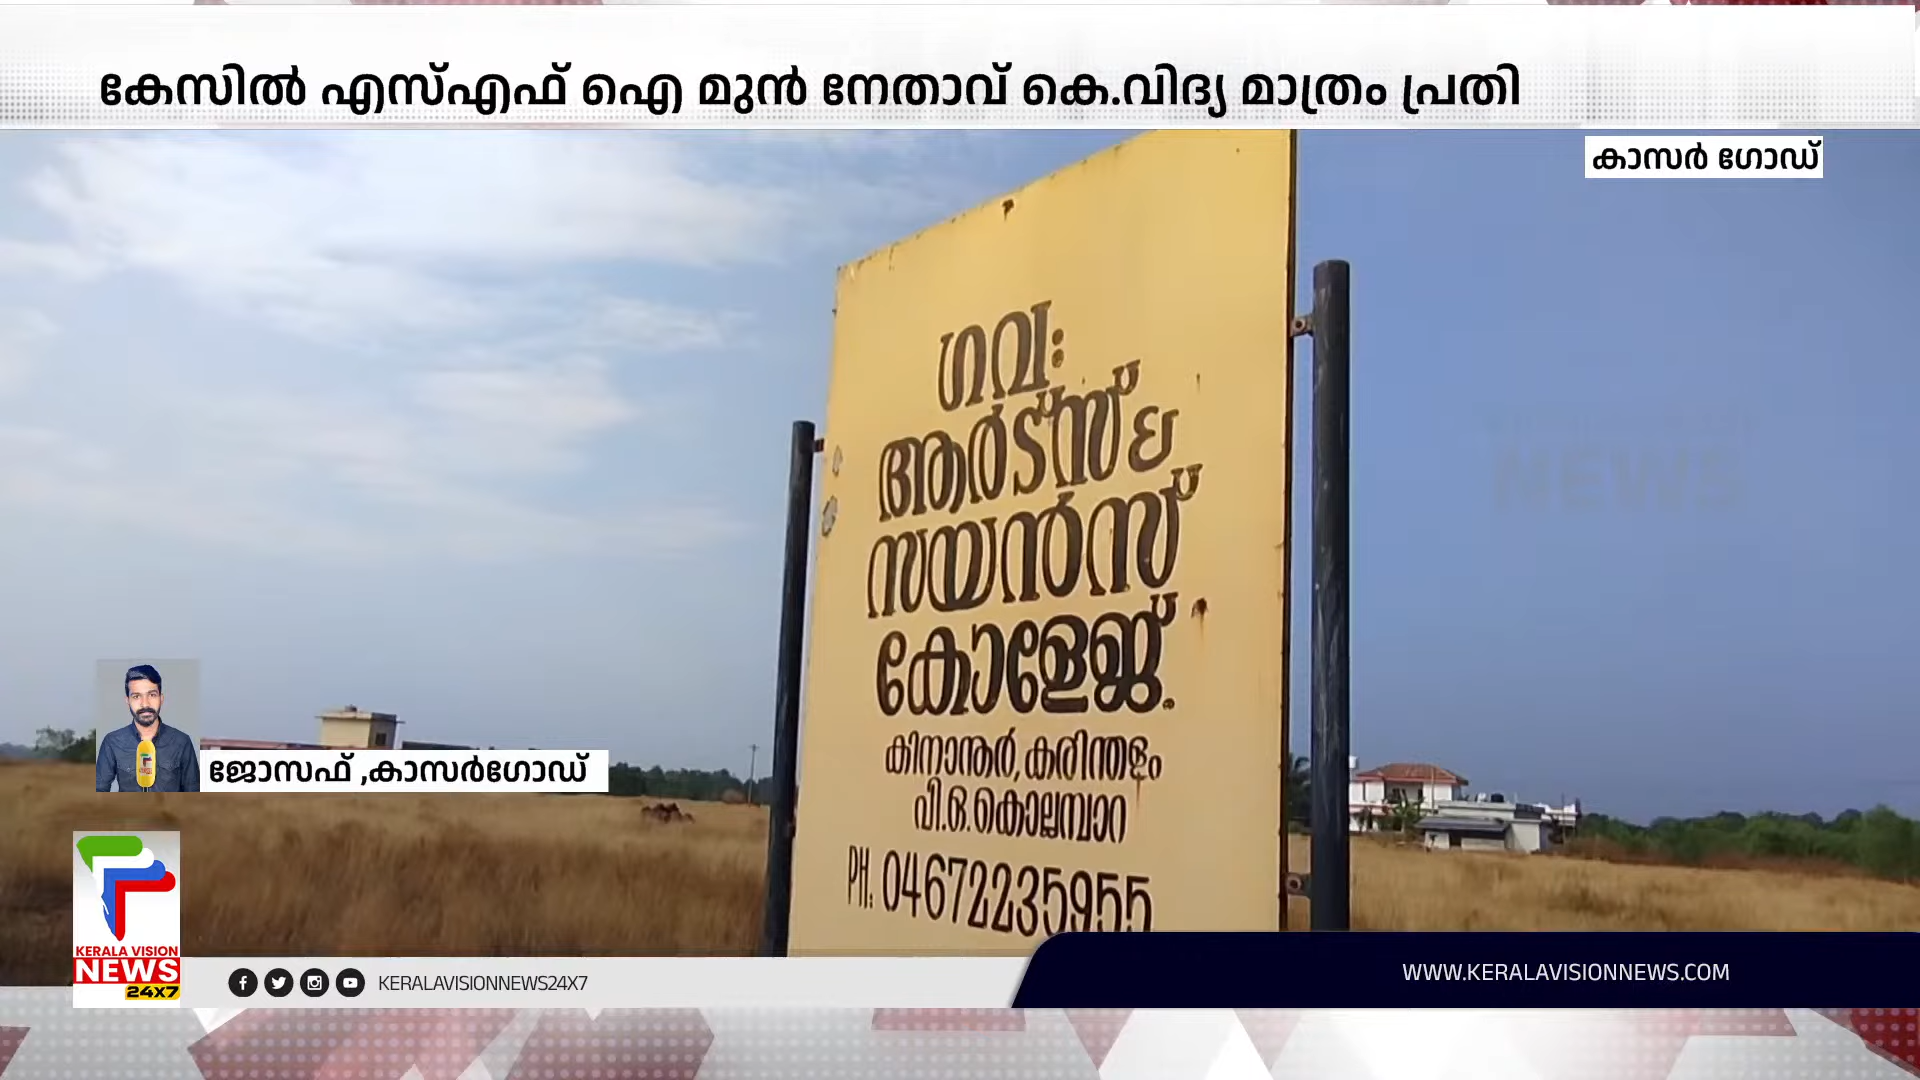 കേസിൽ എസ്എഫ് ഐ മുൻ നേതാവ് കെ.വിദ്യ മാത്രം പ്രതി
കാസർ ഗോഡ്
ഗവഃ
ആർട്സ് &
സയൻസ്
കോളേജ്.
കിനാനൂർ, കരിന്തളം
പി.ഒ. കൊല്ലമ്പാറ
PH: 04672235955
NEWS
ജോസഫ് ,കാസർഗോഡ്
KERALA VISION
NEWS
24X7
KERALAVISIONNEWS24X7
WWW.KERALAVISIONNEWS.COM